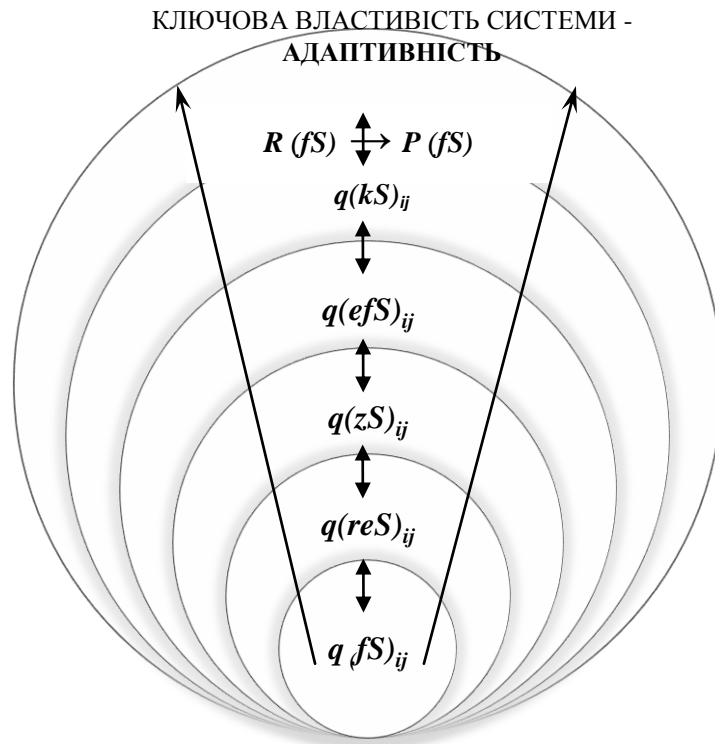 КЛЮЧОВА ВЛАСТИВІСТЬ СИСТЕМИ -
АДАПТИВНІСТЬ
R (fS) P (fS)
q(kS)ij
q(efS)ij
q(zS)ij
q(reS)ij
q (fS)ij